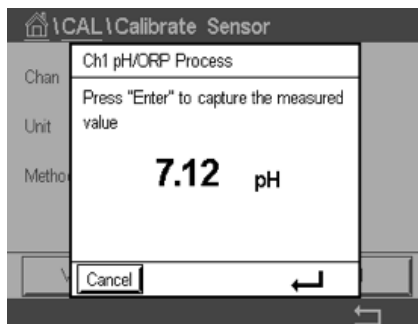 \CAL\Calibrate Sensor
Ch1 pH/ORP Process
Chan
Press "Enter" to capture the measured
Unit
value
Metho
7.12 pH
Cancel